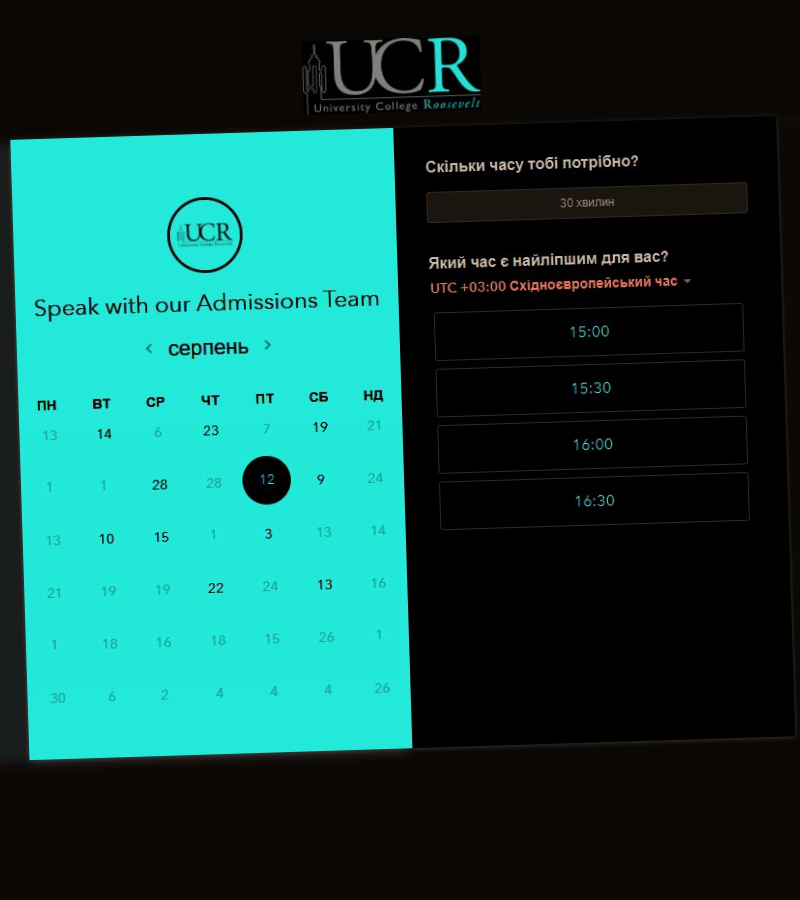 UCR
University College Roosevelt
UCR
University College Roosevelt
Speak with our Admissions Team
серпень
ПН ВТ СР ЧТ ПТ СБ НД
13 14 6 23 7 19 21
1 1 28 28 12 9 24
13 10 15 1 3 13 14
21 19 19 22 24 13 16
1 18 16 18 15 26 1
30 6 2 4 4 4 26
Скільки часу тобі потрібно?
30 хвилин
Який час є найліпшим для вас?
UTC +03:00 Східноєвропейський час
15:00
15:30
16:00
16:30